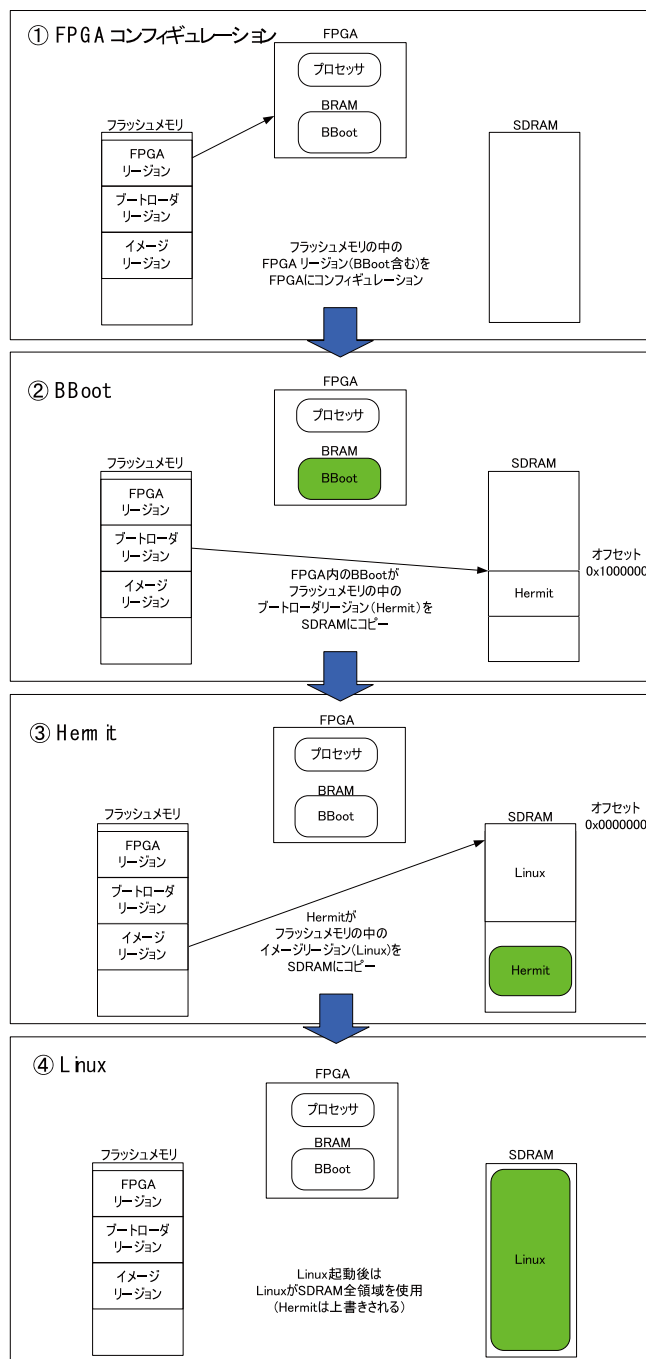 ① FPGA コンフィギュレーション
FPGA
プロセッサ
BRAM
BBoot
フラッシュメモリ
FPGA
リージョン
ブートローダ
リージョン
イメージ
リージョン
SDRAM
フラッシュメモリの中の
FPGA リージョン(BBoot含む)を
FPGAにコンフィギュレーション
② BBoot
FPGA
プロセッサ
BRAM
BBoot
フラッシュメモリ
FPGA
リージョン
ブートローダ
リージョン
イメージ
リージョン
SDRAM
オフセット
0x1000000
Hermit
FPGA内のBBootが
フラッシュメモリの中の
ブートローダリージョン(Hermit)を
SDRAMにコピー
③ Hermit
FPGA
プロセッサ
BRAM
BBoot
フラッシュメモリ
FPGA
リージョン
ブートローダ
リージョン
イメージ
リージョン
SDRAM
オフセット
0x0000000
Linux
Hermit
Hermitが
フラッシュメモリの中の
イメージリージョン(Linux)を
SDRAMにコピー
④ Linux
FPGA
プロセッサ
BRAM
BBoot
フラッシュメモリ
FPGA
リージョン
ブートローダ
リージョン
イメージ
リージョン
SDRAM
Linux
Linux起動後は
LinuxがSDRAM全領域を使用
(Hermitは上書きされる)